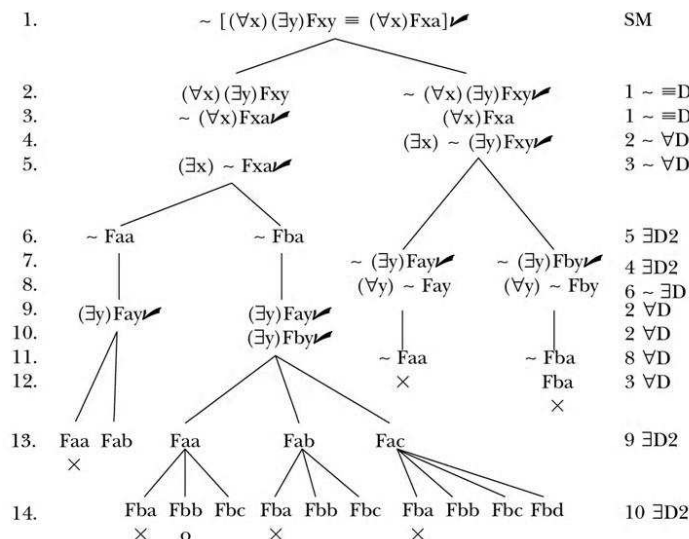 1. ~ [(∀x)(∃y)Fxy ≡ (∀x)Fxa]✔ SM
2. (∀x)(∃y)Fxy ~ (∀x)(∃y)Fxy✔ 1 ~ ≡D
3. ~ (∀x)Fxa✔ (∀x)Fxa 1 ~ ≡D
4. (∃x) ~ (∃y)Fxy✔ 2 ~ ∀D
5. (∃x) ~ Fxa✔ 3 ~ ∀D
6. ~ Faa ~ Fba 5 ∃D2
7. ~ (∃y)Fay✔ ~ (∃y)Fby✔ 4 ∃D2
8. (∀y) ~ Fay (∀y) ~ Fby 6 ~ ∃D
9. (∃y)Fay✔ (∃y)Fay✔ 2 ∀D
10. (∃y)Fby✔ 2 ∀D
11. ~ Faa ~ Fba 8 ∀D
12. × Fba 3 ∀D
×
13. Faa Fab Faa Fab Fac 9 ∃D2
×
14. Fba Fbb Fbc Fba Fbb Fbc Fba Fbb Fbc Fbd 10 ∃D2
× o × ×